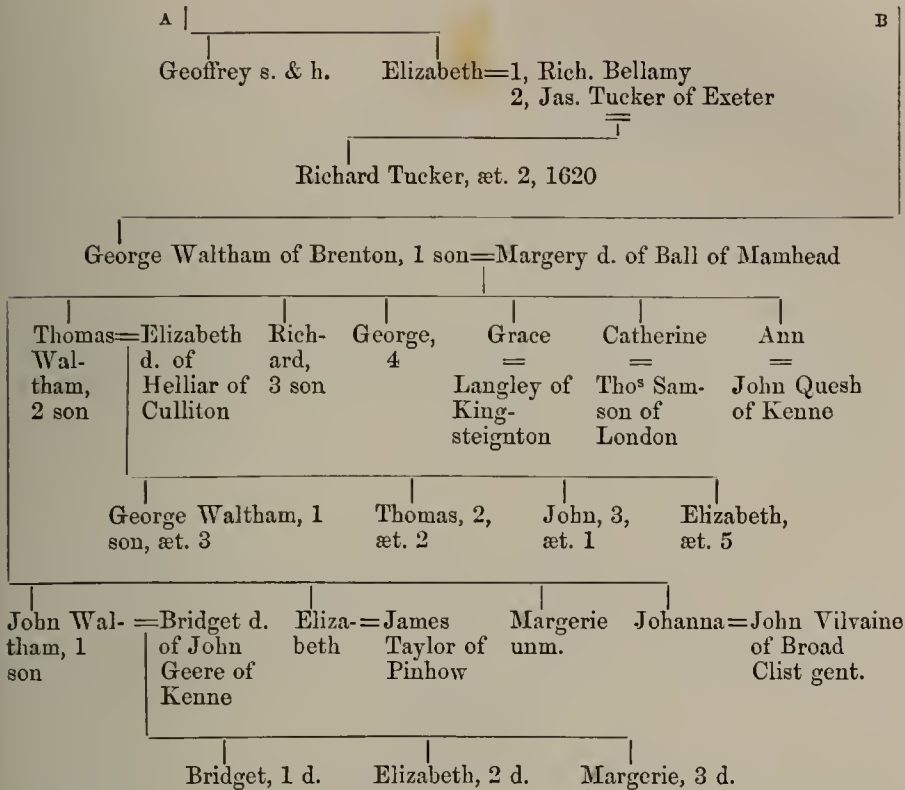 A B
Geoffrey s. & h. Elizabeth=1, Rich. Bellamy
2, Jas. Tucker of Exeter
=
Richard Tucker, æt. 2, 1620
George Waltham of Brenton, 1 son=Margery d. of Ball of Mamhead
Thomas=Elizabeth Rich- George, Grace Catherine Ann
Wal- d. of ard, 4 = = =
tham, Helliar of 3 son Langley of Thoˢ Sam- John Quesh
2 son Culliton King- son of of Kenne
steignton London
George Waltham, 1 Thomas, 2, John, 3, Elizabeth,
son, æt. 3 æt. 2 æt. 1 æt. 5
John Wal- =Bridget d. Eliza-=James Margerie Johanna=John Vilvaine
tham, 1 of John beth Taylor of unm. of Broad
son Geere of Pinhow Clist gent.
Kenne
Bridget, 1 d. Elizabeth, 2 d. Margerie, 3 d.